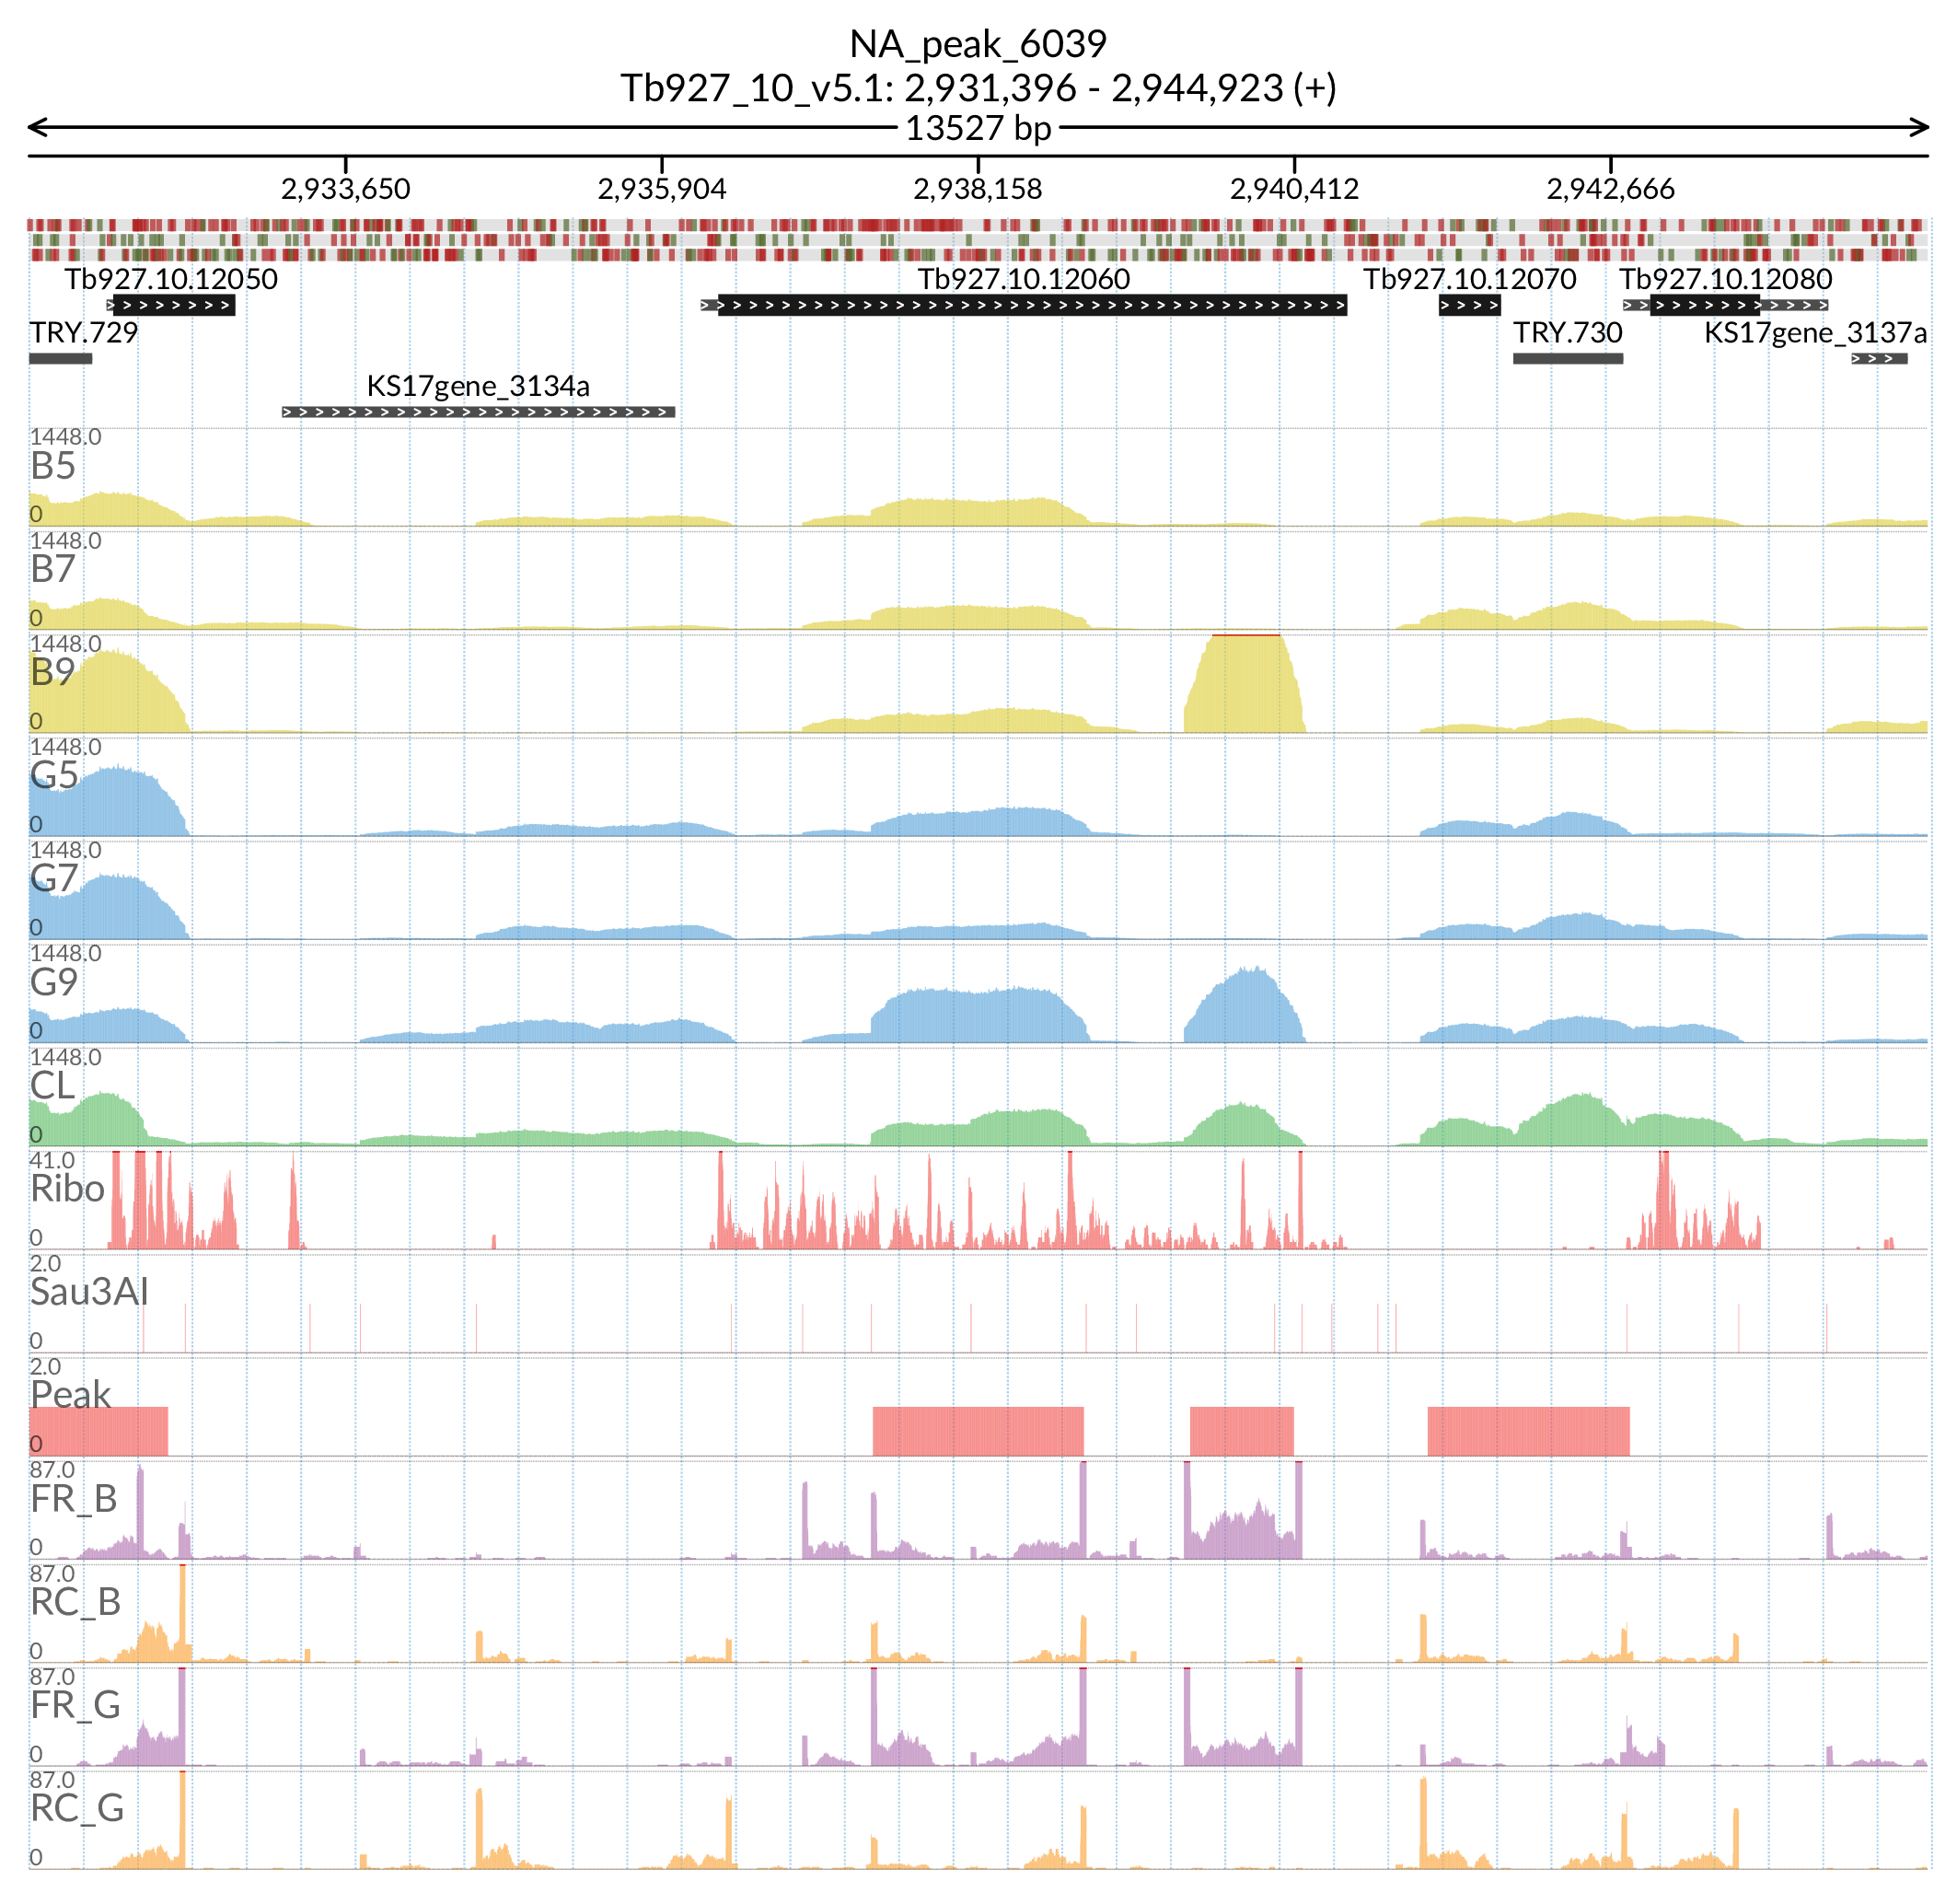 NA_peak_6039
Tb927_10_v5.1: 2,931,396 - 2,944,923 (+)
13527 bp
2,933,650 2,935,904 2,938,158 2,940,412 2,942,666
Tb927.10.12050 Tb927.10.12060 Tb927.10.12070 Tb927.10.12080
TRY.729 TRY.730 KS17gene_3137a
KS17gene_3134a
1448.0
B5
0
1448.0
B7
0
1448.0
B9
0
1448.0
G5
0
1448.0
G7
0
1448.0
G9
0
1448.0
CL
0
41.0
Ribo
0
2.0
Sau3AI
0
2.0
Peak
0
87.0
FR_B
0
87.0
RC_B
0
87.0
FR_G
0
87.0
RC_G
0